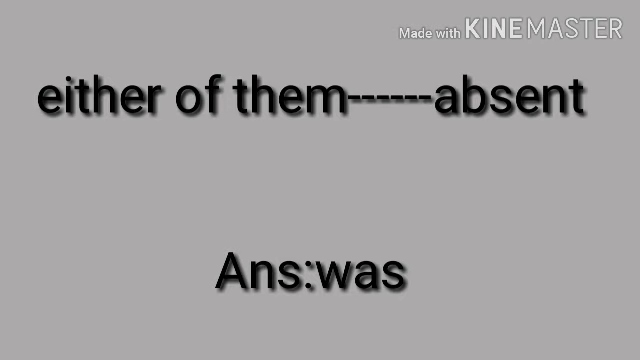 Made with KINEMASTER
either of them------absent
Ans:was